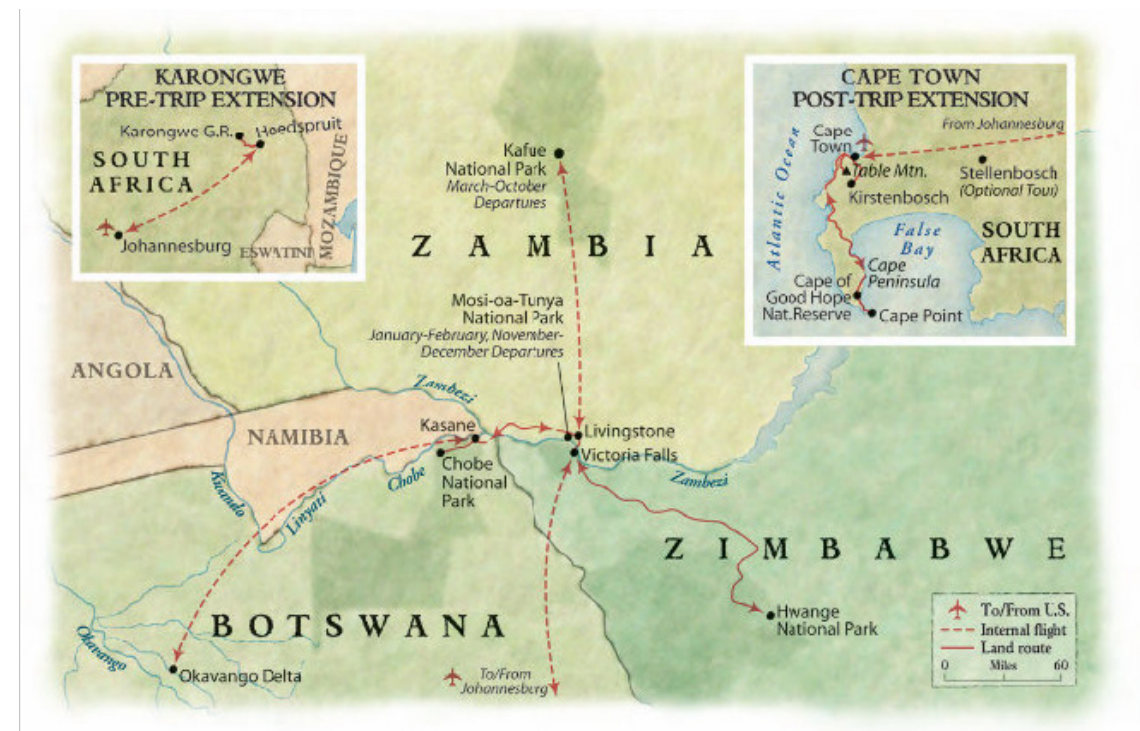 KARONGWE
PRE-TRIP EXTENSION
Karongwe G.R.
Hoedspruit
SOUTH
AFRICA
MOZAMBIQUE
Johannesburg
ESWATINI
CAPE TOWN
POST-TRIP EXTENSION
From Johannesburg
Cape
Town
Atlantic Ocean
Table Mtn.
Stellenbosch
(Optional Tour)
Kirstenbosch
False
Bay
SOUTH
AFRICA
Cape
Peninsula
Cape of
Good Hope
Nat.Reserve
Cape Point
Kafue
National Park
March-October
Departures
ZAMBIA
Mosi-oa-Tunya
National Park
January-February, November-
December Departures
ANGOLA
Zambezi
NAMIBIA
Kasane
Livingstone
Victoria Falls
Chobe
National
Park
Chobe
Zambezi
Kwando
Linyati
ZIMBABWE
Hwange
National Park
BOTSWANA
Okavango
Okavango Delta
To/From
Johannesburg
To/From U.S.
Internal flight
Land route
0 Miles 60